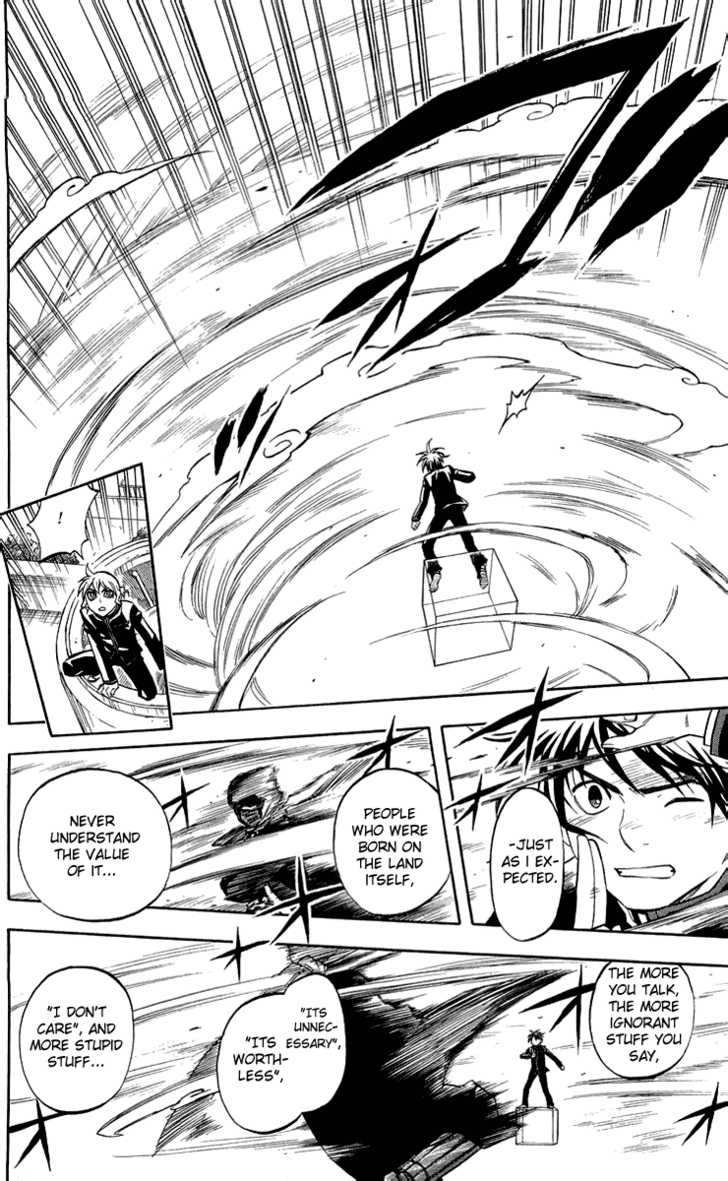 !
-JUST
AS I EX-
PECTED.
PEOPLE
WHO WERE
BORN ON
THE LAND
ITSELF,
NEVER
UNDERSTAND
THE VALUE
OF IT...
THE MORE
YOU TALK,
THE MORE
IGNORANT
STUFF YOU
SAY,
"ITS
UNNEC-
ESSARY",
"ITS
WORTH-
LESS",
"I DON'T
CARE", AND
MORE STUPID
STUFF...